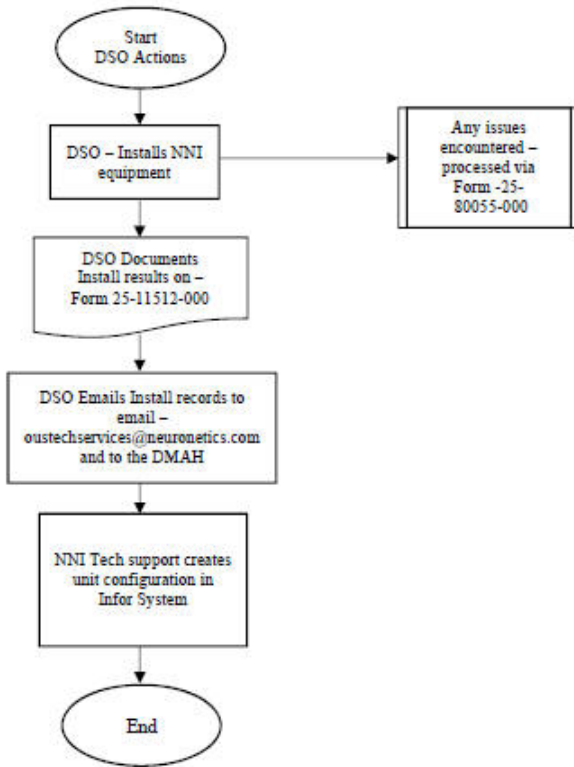 Start
DSO Actions
DSO – Installs NNI
equipment
Any issues
encountered –
processed via
Form -25-
80055-000
DSO Documents
Install results on –
Form 25-11512-000
DSO Emails Install records to
email –
oustechservices@neuronetics.com
and to the DMAH
NNI Tech support creates
unit configuration in
Infor System
End